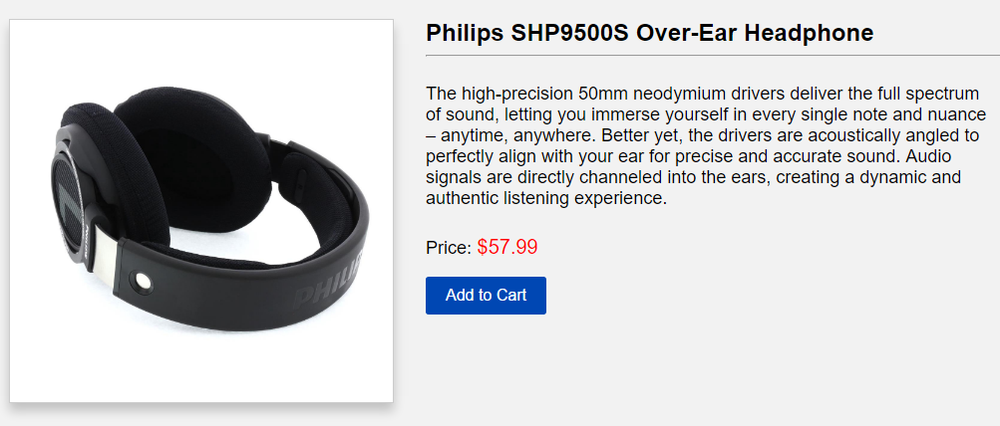 Philips SHP9500S Over-Ear Headphone
The high-precision 50mm neodymium drivers deliver the full spectrum
of sound, letting you immerse yourself in every single note and nuance
– anytime, anywhere. Better yet, the drivers are acoustically angled to
perfectly align with your ear for precise and accurate sound. Audio
signals are directly channeled into the ears, creating a dynamic and
authentic listening experience.
Price: $57.99
Add to Cart